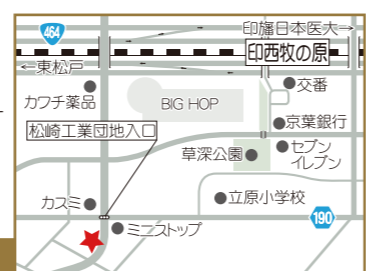 464
印旛日本医大→
印西牧の原
←東松戸
交番
カワチ薬品
BIG HOP
京葉銀行
松崎工業団地入口
草深公園
セブン
イレブン
カスミ
立原小学校
190
ミニストップ